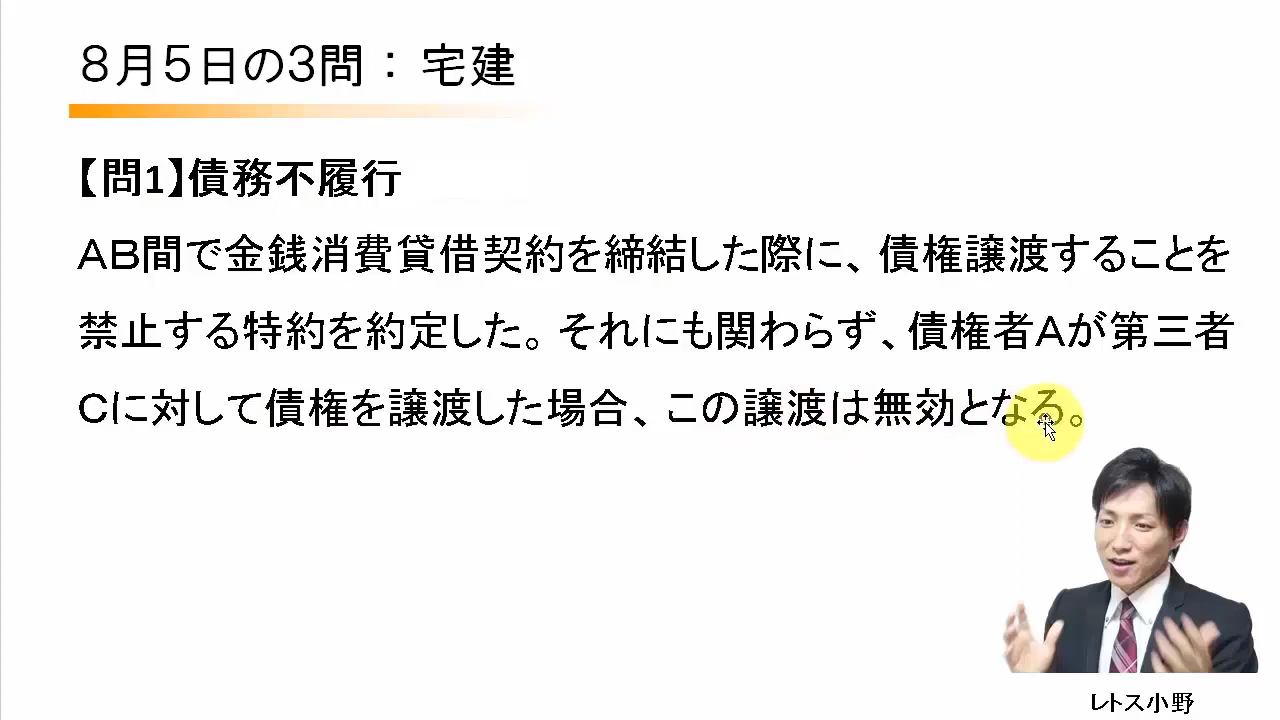 ８月５日の３問：宅建
【問1】債務不履行
ＡＢ間で金銭消費貸借契約を締結した際に、債権譲渡することを
禁止する特約を約定した。それにも関わらず、債権者Ａが第三者
Ｃに対して債権を譲渡した場合、この譲渡は無効となる。
レトス小野